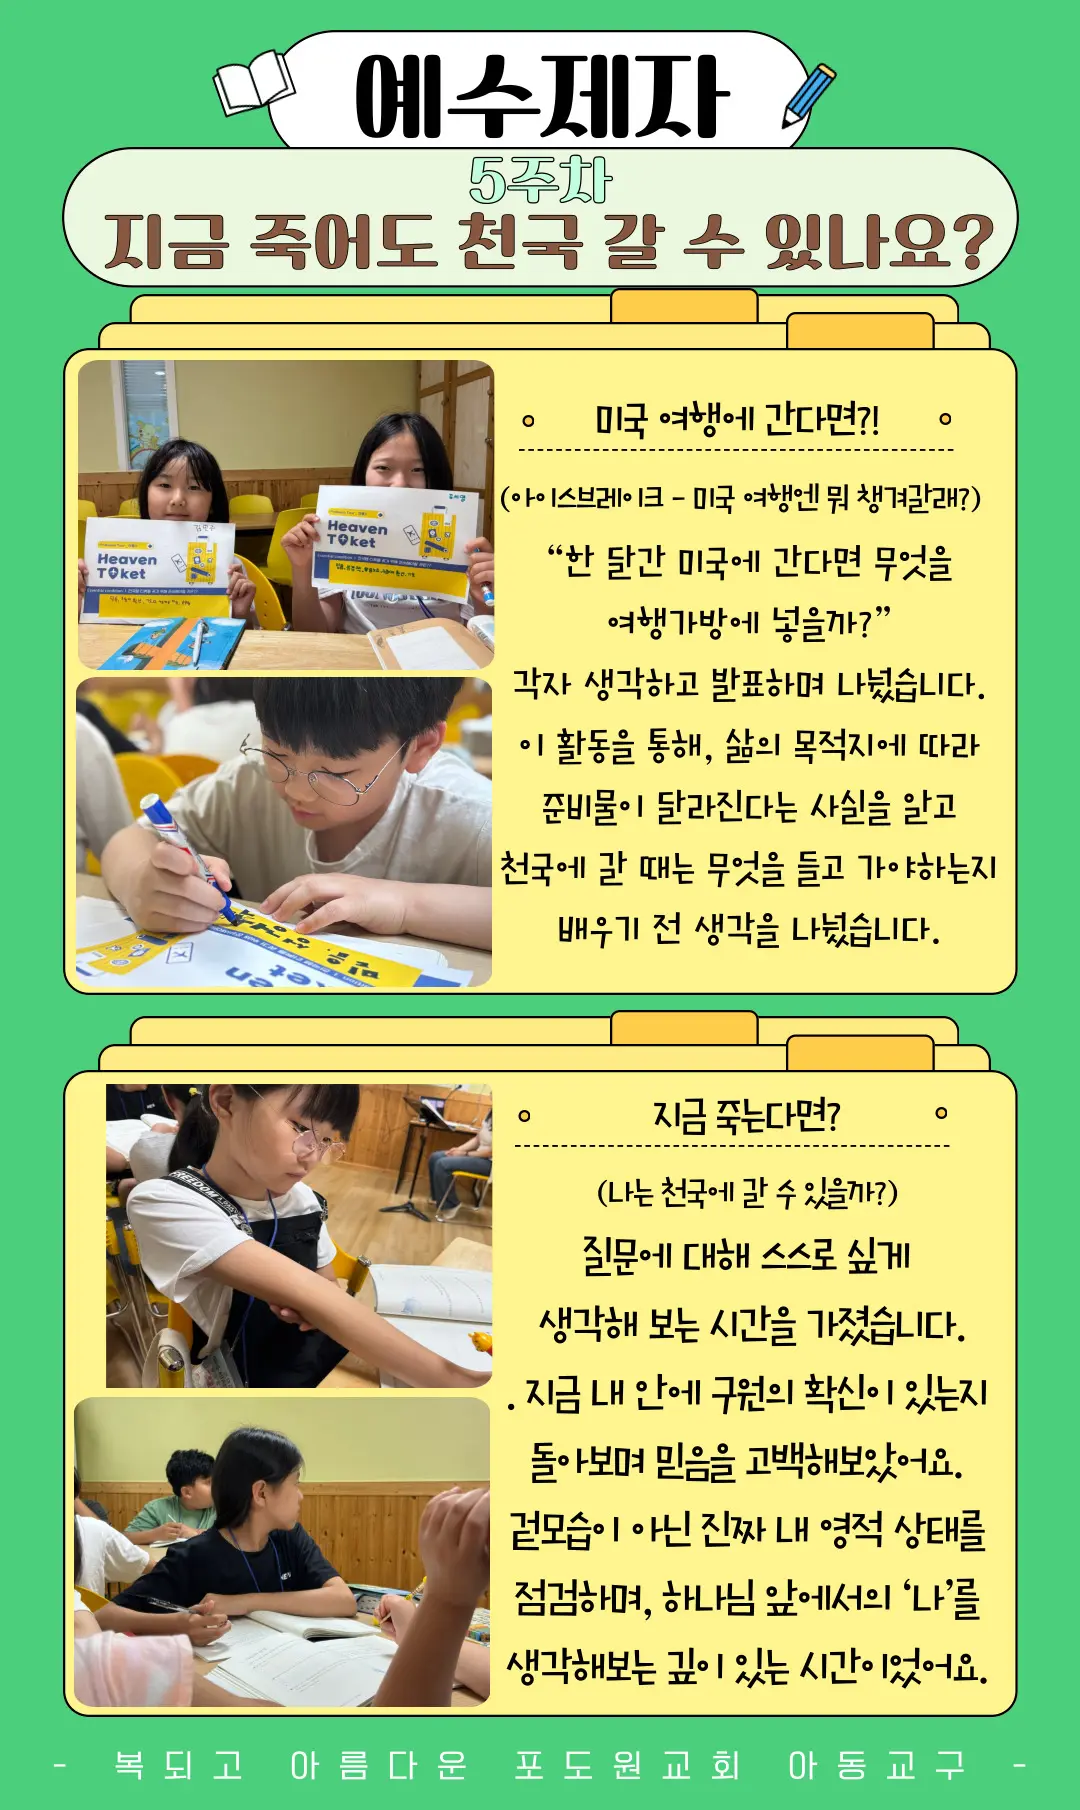 예수제자
5주차
지금 죽어도 천국 갈 수 있나요?
미국 여행에 간다면?!
(아이스브레이크 - 미국 여행엔 뭐 챙겨갈래?)
“한 달간 미국에 간다면 무엇을
여행가방에 넣을까?”
각자 생각하고 발표하며 나눴습니다.
이 활동을 통해, 삶의 목적지에 따라
준비물이 달라진다는 사실을 알고
천국에 갈 때는 무엇을 들고 가야하는지
배우기 전 생각을 나눴습니다.
Heaven
Ticket
Heaven
Ticket
믿음
지금 죽는다면?
(나는 천국에 갈 수 있을까?)
질문에 대해 스스로 싶게
생각해 보는 시간을 가졌습니다.
. 지금 내 안에 구원의 확신이 있는지
돌아보며 믿음을 고백해보았어요.
겉모습이 아닌 진짜 내 영적 상태를
점검하며, 하나님 앞에서의 ‘나’를
생각해보는 깊이 있는 시간이었어요.
FREEDOM
- 복되고 아름다운 포도원교회 아동교구 -